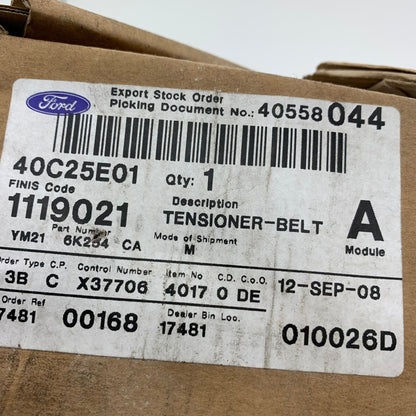 Ford
Export Stock Order
Picking Document No.: 40558 044
40C25E01 Qty: 1
FINIS Code Description
1119021 TENSIONER-BELT A
Part Number Mode of Shipment Module
YM21 6K254 CA M
Order Type C.P. Control Number Item No C.D. C.o.O.
3B C X37706 4017 0 DE 12-SEP-08
Order Ref Dealer Bin Loc.
17481 00168 17481 010026D